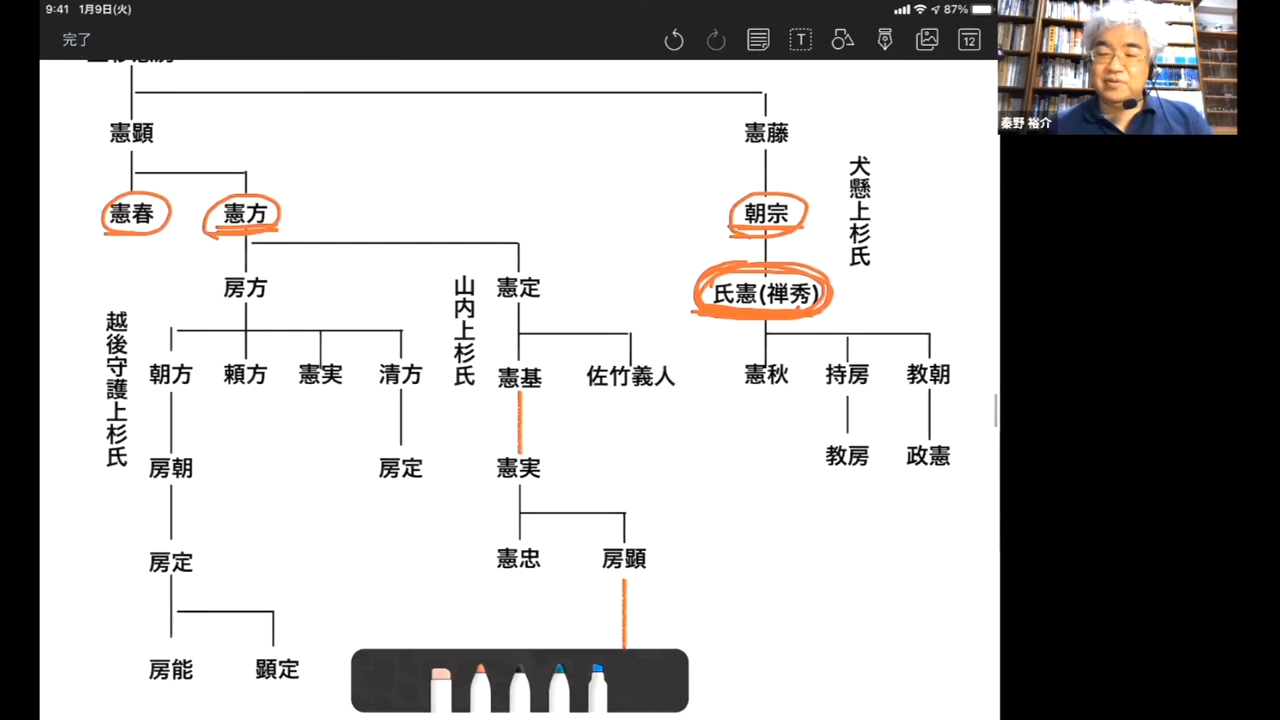 9:41 1月9日(火)
87%
完了
T
12
秦野 裕介
憲顕
憲藤
犬懸上杉氏
憲春
憲方
朝宗
房方
山内上杉氏
憲定
氏憲(禅秀)
越後守護上杉氏
朝方
頼方
憲実
清方
憲基
佐竹義人
憲秋
持房
教朝
房朝
房定
憲実
教房
政憲
房定
憲忠
房顕
房能
顕定